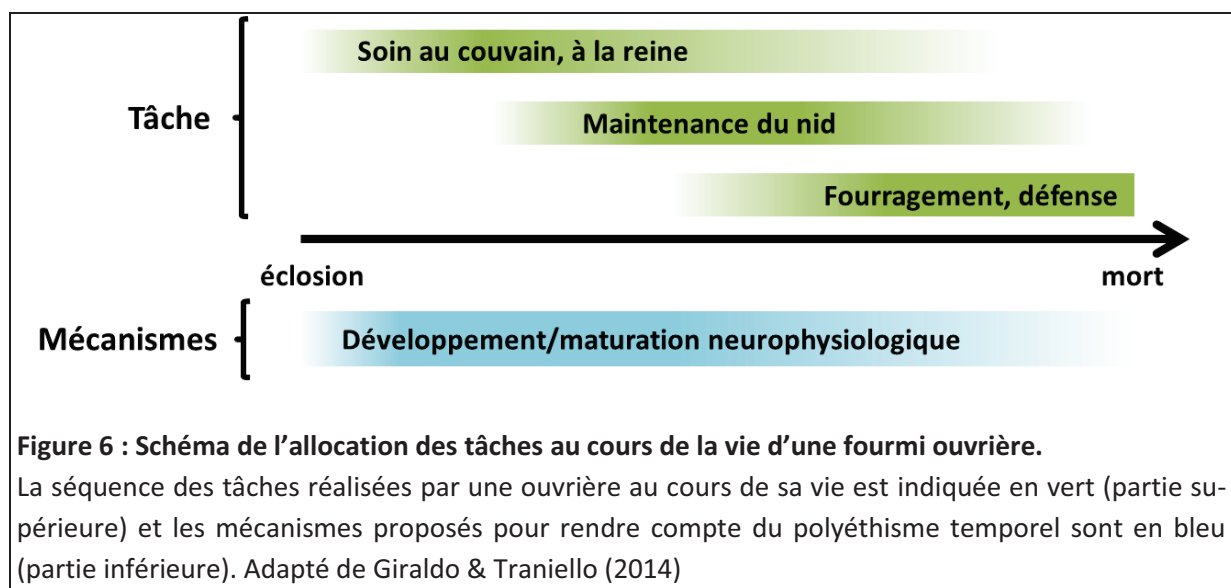 Soin au couvain, à la reine
Tâche
Maintenance du nid
Fourragement, défense
éclosion
mort
Mécanismes
Développement/maturation neurophysiologique
Figure 6 : Schéma de l’allocation des tâches au cours de la vie d’une fourmi ouvrière.
La séquence des tâches réalisées par une ouvrière au cours de sa vie est indiquée en vert (partie su-
périeure) et les mécanismes proposés pour rendre compte du polyéthisme temporel sont en bleu
(partie inférieure). Adapté de Giraldo & Traniello (2014)